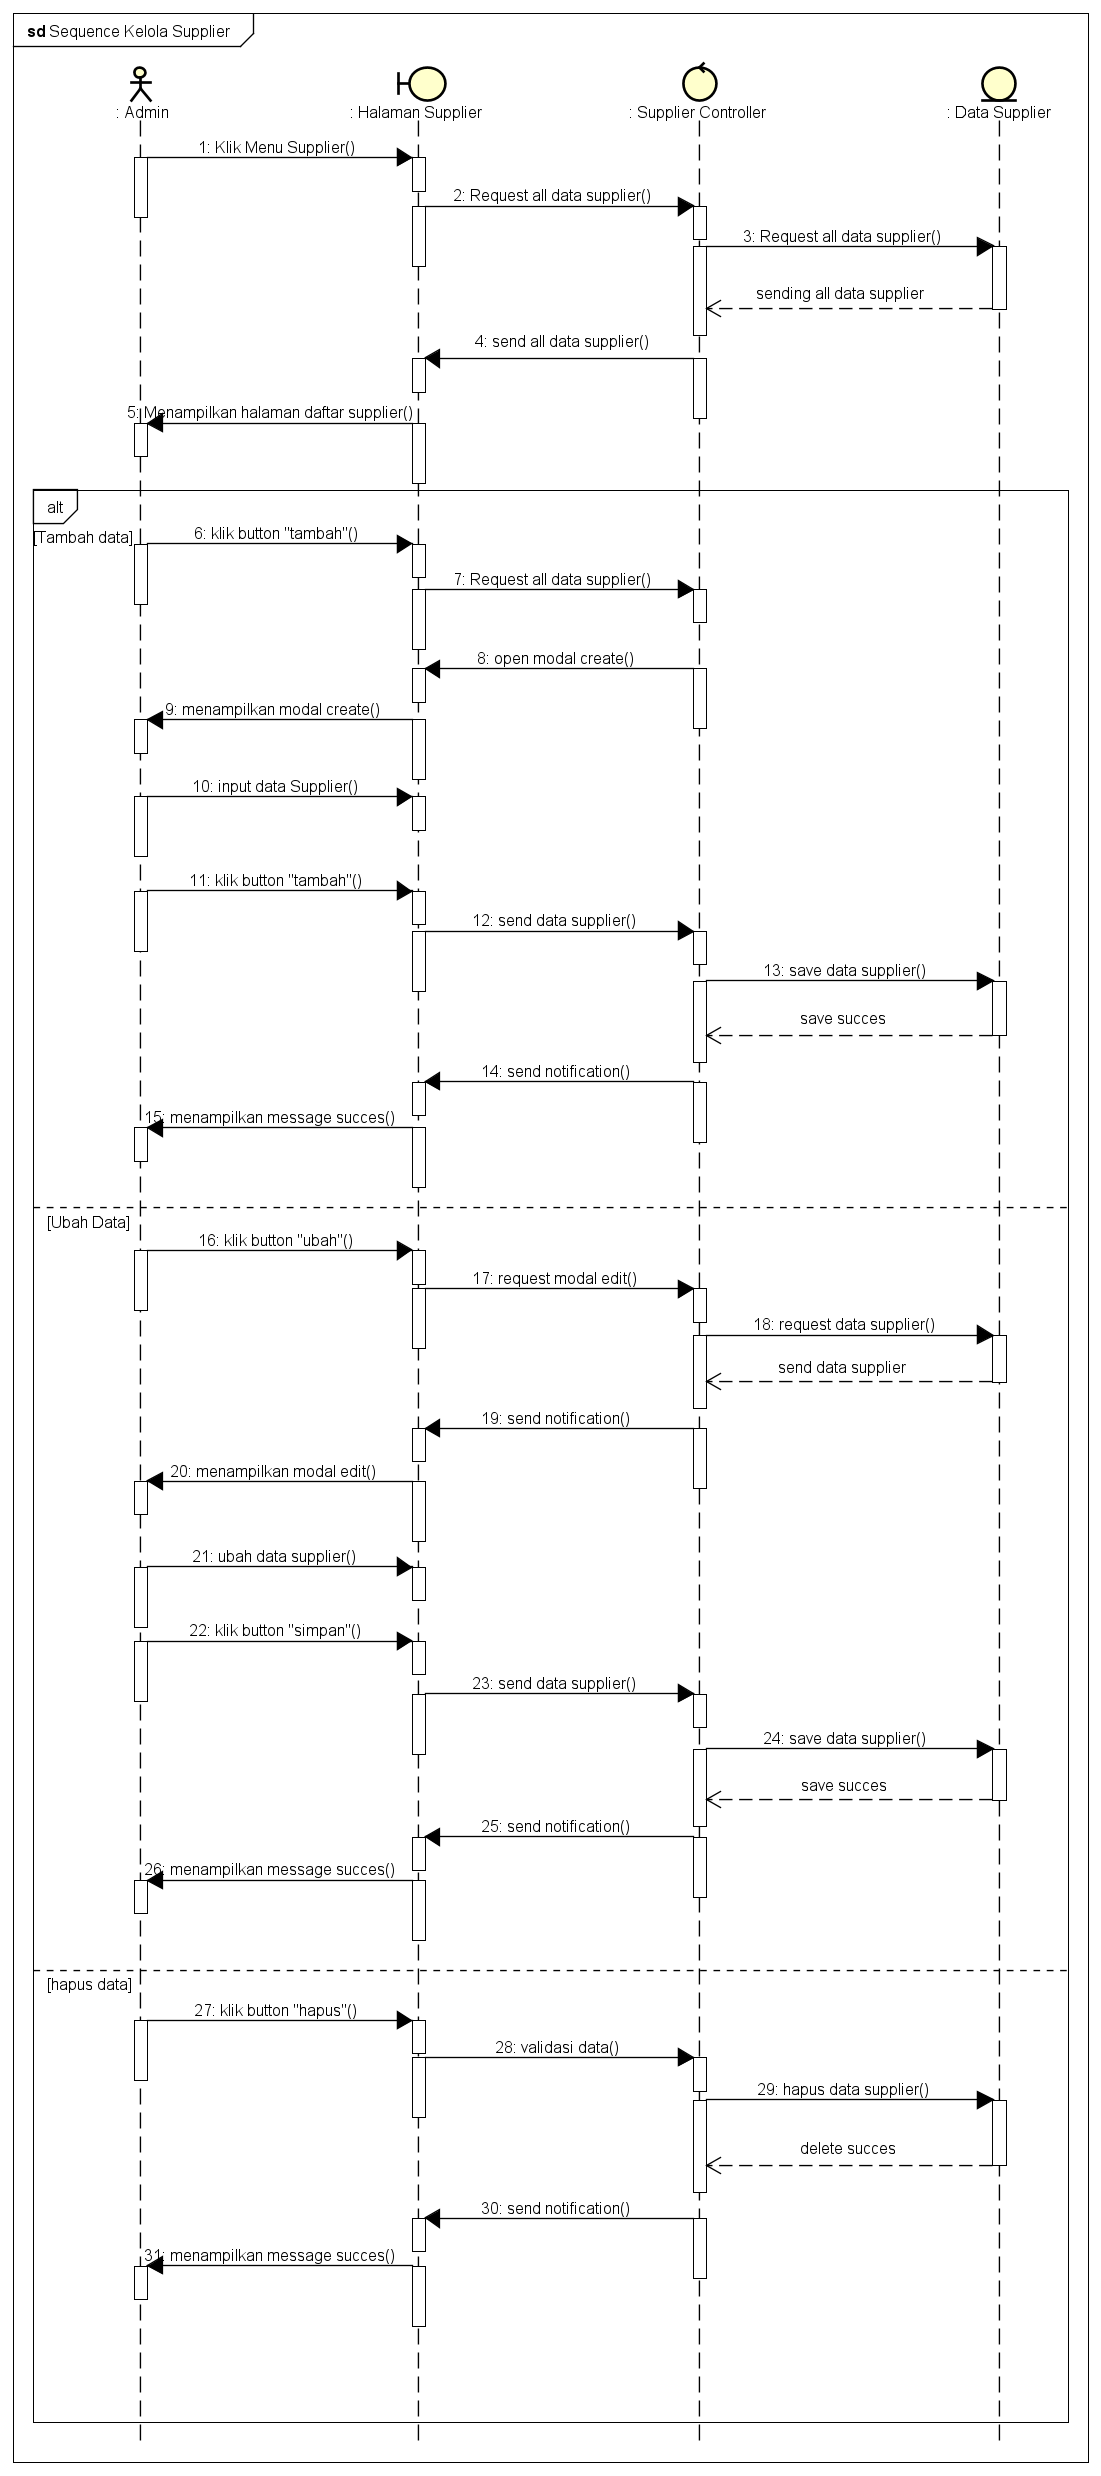 sd Sequence Kelola Supplier
: Admin
: Halaman Supplier
: Supplier Controller
: Data Supplier
1: Klik Menu Supplier()
2: Request all data supplier()
3: Request all data supplier()
sending all data supplier
4: send all data supplier()
5: Menampilkan halaman daftar supplier()
alt
[Tambah data]
6: klik button "tambah"()
7: Request all data supplier()
8: open modal create()
9: menampilkan modal create()
10: input data Supplier()
11: klik button "tambah"()
12: send data supplier()
13: save data supplier()
save succes
14: send notification()
15: menampilkan message succes()
[Ubah Data]
16: klik button "ubah"()
17: request modal edit()
18: request data supplier()
send data supplier
19: send notification()
20: menampilkan modal edit()
21: ubah data supplier()
22: klik button "simpan"()
23: send data supplier()
24: save data supplier()
save succes
25: send notification()
26: menampilkan message succes()
[hapus data]
27: klik button "hapus"()
28: validasi data()
29: hapus data supplier()
delete succes
30: send notification()
31: menampilkan message succes()